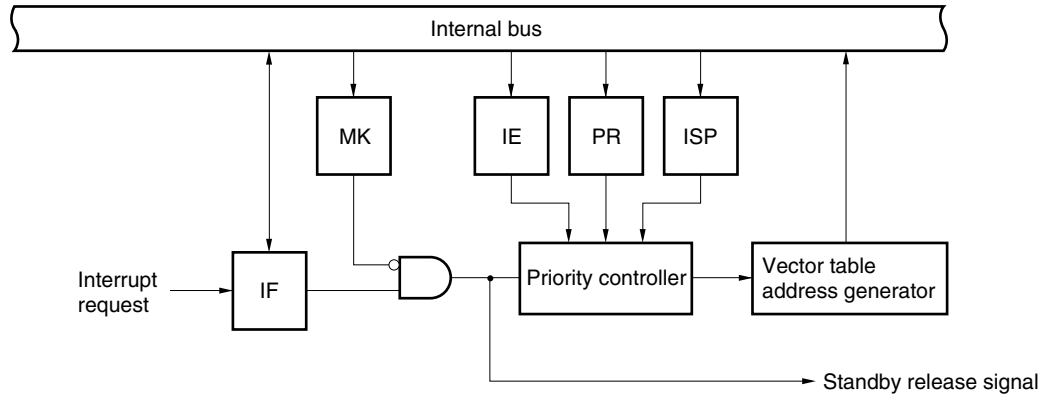 Internal bus
MK
IE
PR
ISP
Interrupt
request
IF
Priority controller
Vector table
address generator
Standby release signal